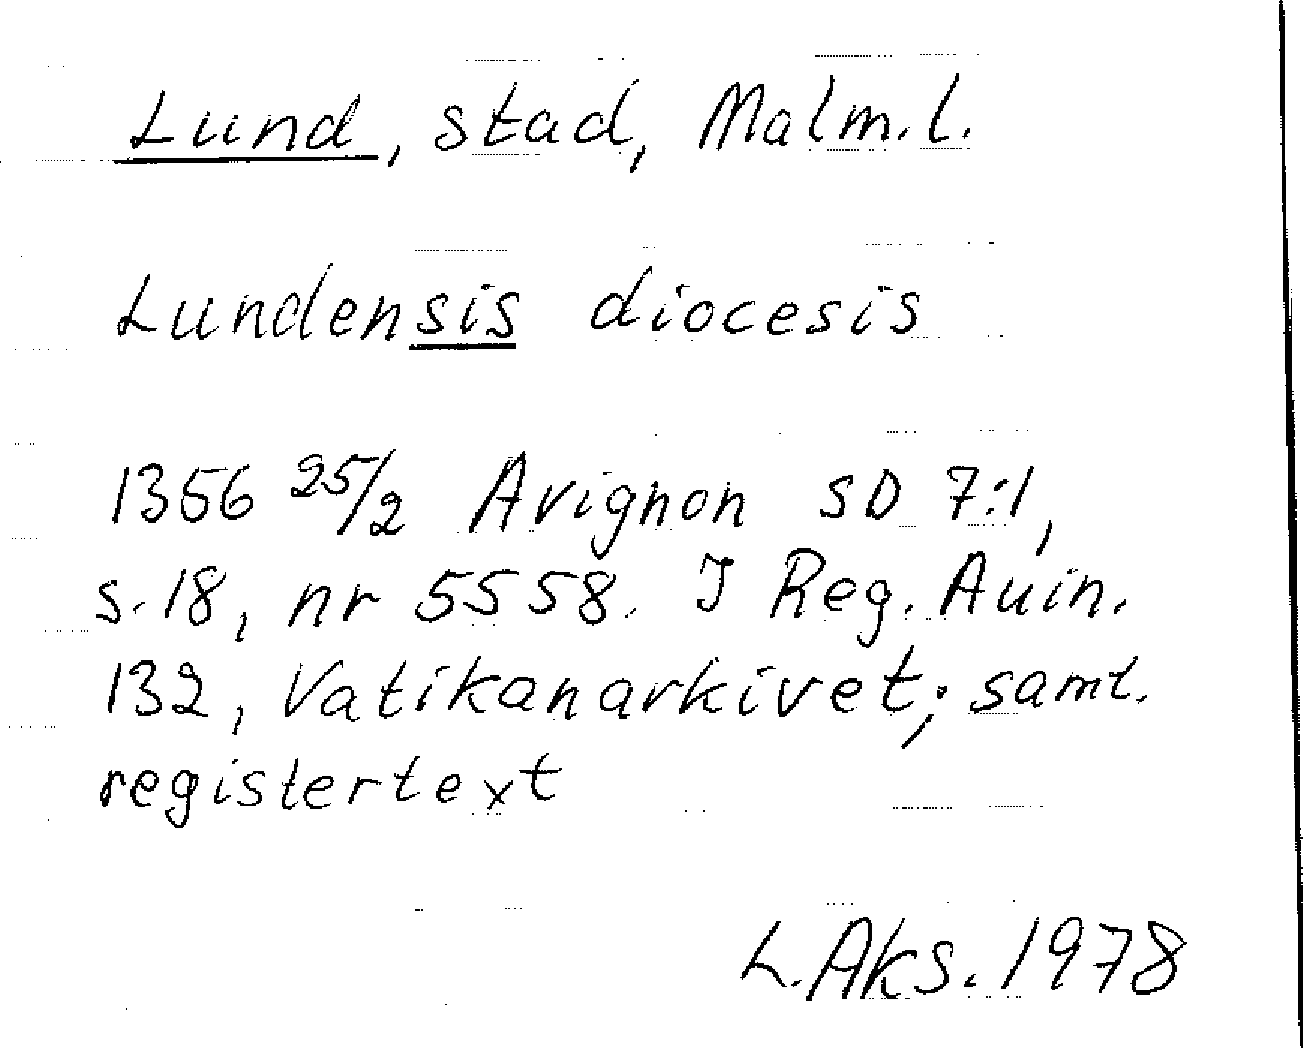 Lund, stad, Malm.l.
Lundensis diocesis
1356 25/2 Avignon SD 7:1,
s. 18, nr 5558. I Reg. Auin.
132, Vatikanarkivet; samt.
registertext
L. Aks. 1978